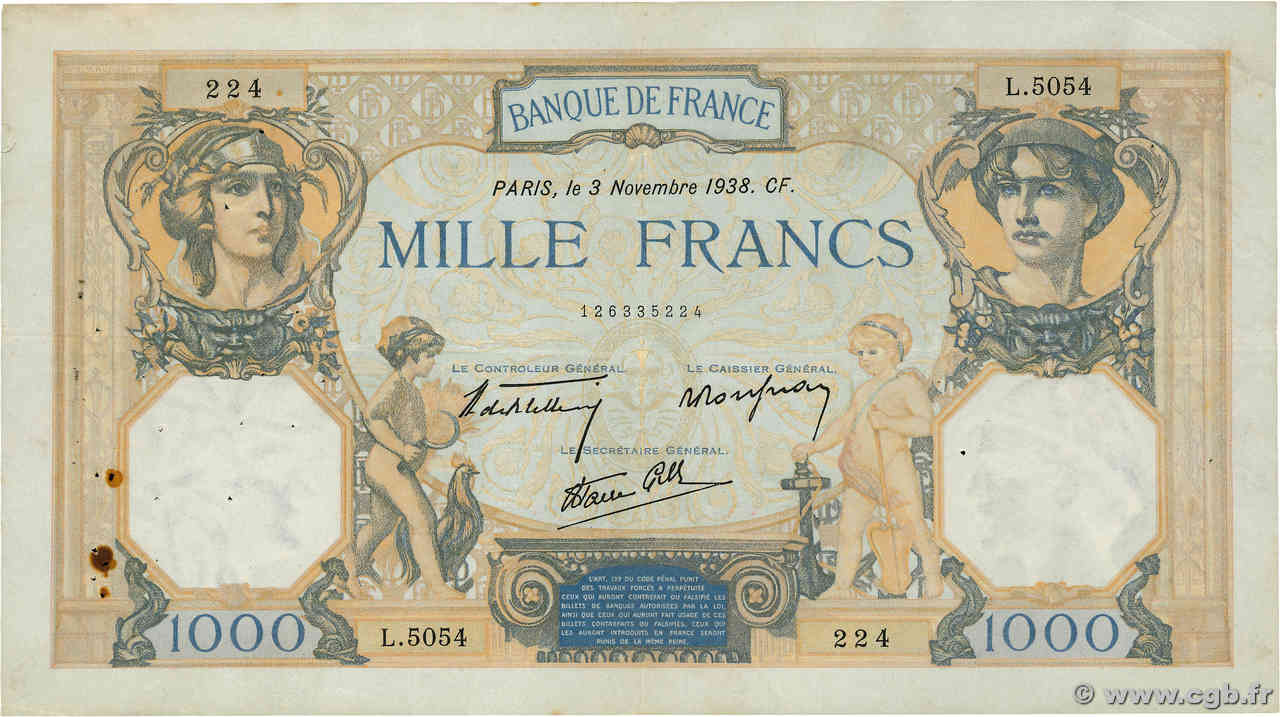 224
L.5054
BANQUE DE FRANCE
PARIS, le 3 Novembre 1938. CF.
MILLE FRANCS
126335224
LE CONTROLEUR GÉNÉRAL.
LE CAISSIER GÉNÉRAL.
LE SECRÉTAIRE GÉNÉRAL.
L'ART. 139 DU CODE PÉNAL PUNIT
DES TRAVAUX FORCÉS A PERPÉTUITÉ
CEUX QUI AURONT CONTREFAIT OU FALSIFIÉ LES
BILLETS DE BANQUES AUTORISÉES PAR LA LOI,
AINSI QUE CEUX QUI AURONT FAIT USAGE DE CES
BILLETS CONTREFAITS OU FALSIFIÉS. CEUX QUI
LES AURONT INTRODUITS EN FRANCE SERONT
PUNIS DE LA MÊME PEINE.
1000
L.5054
224
1000
© www.cgb.fr